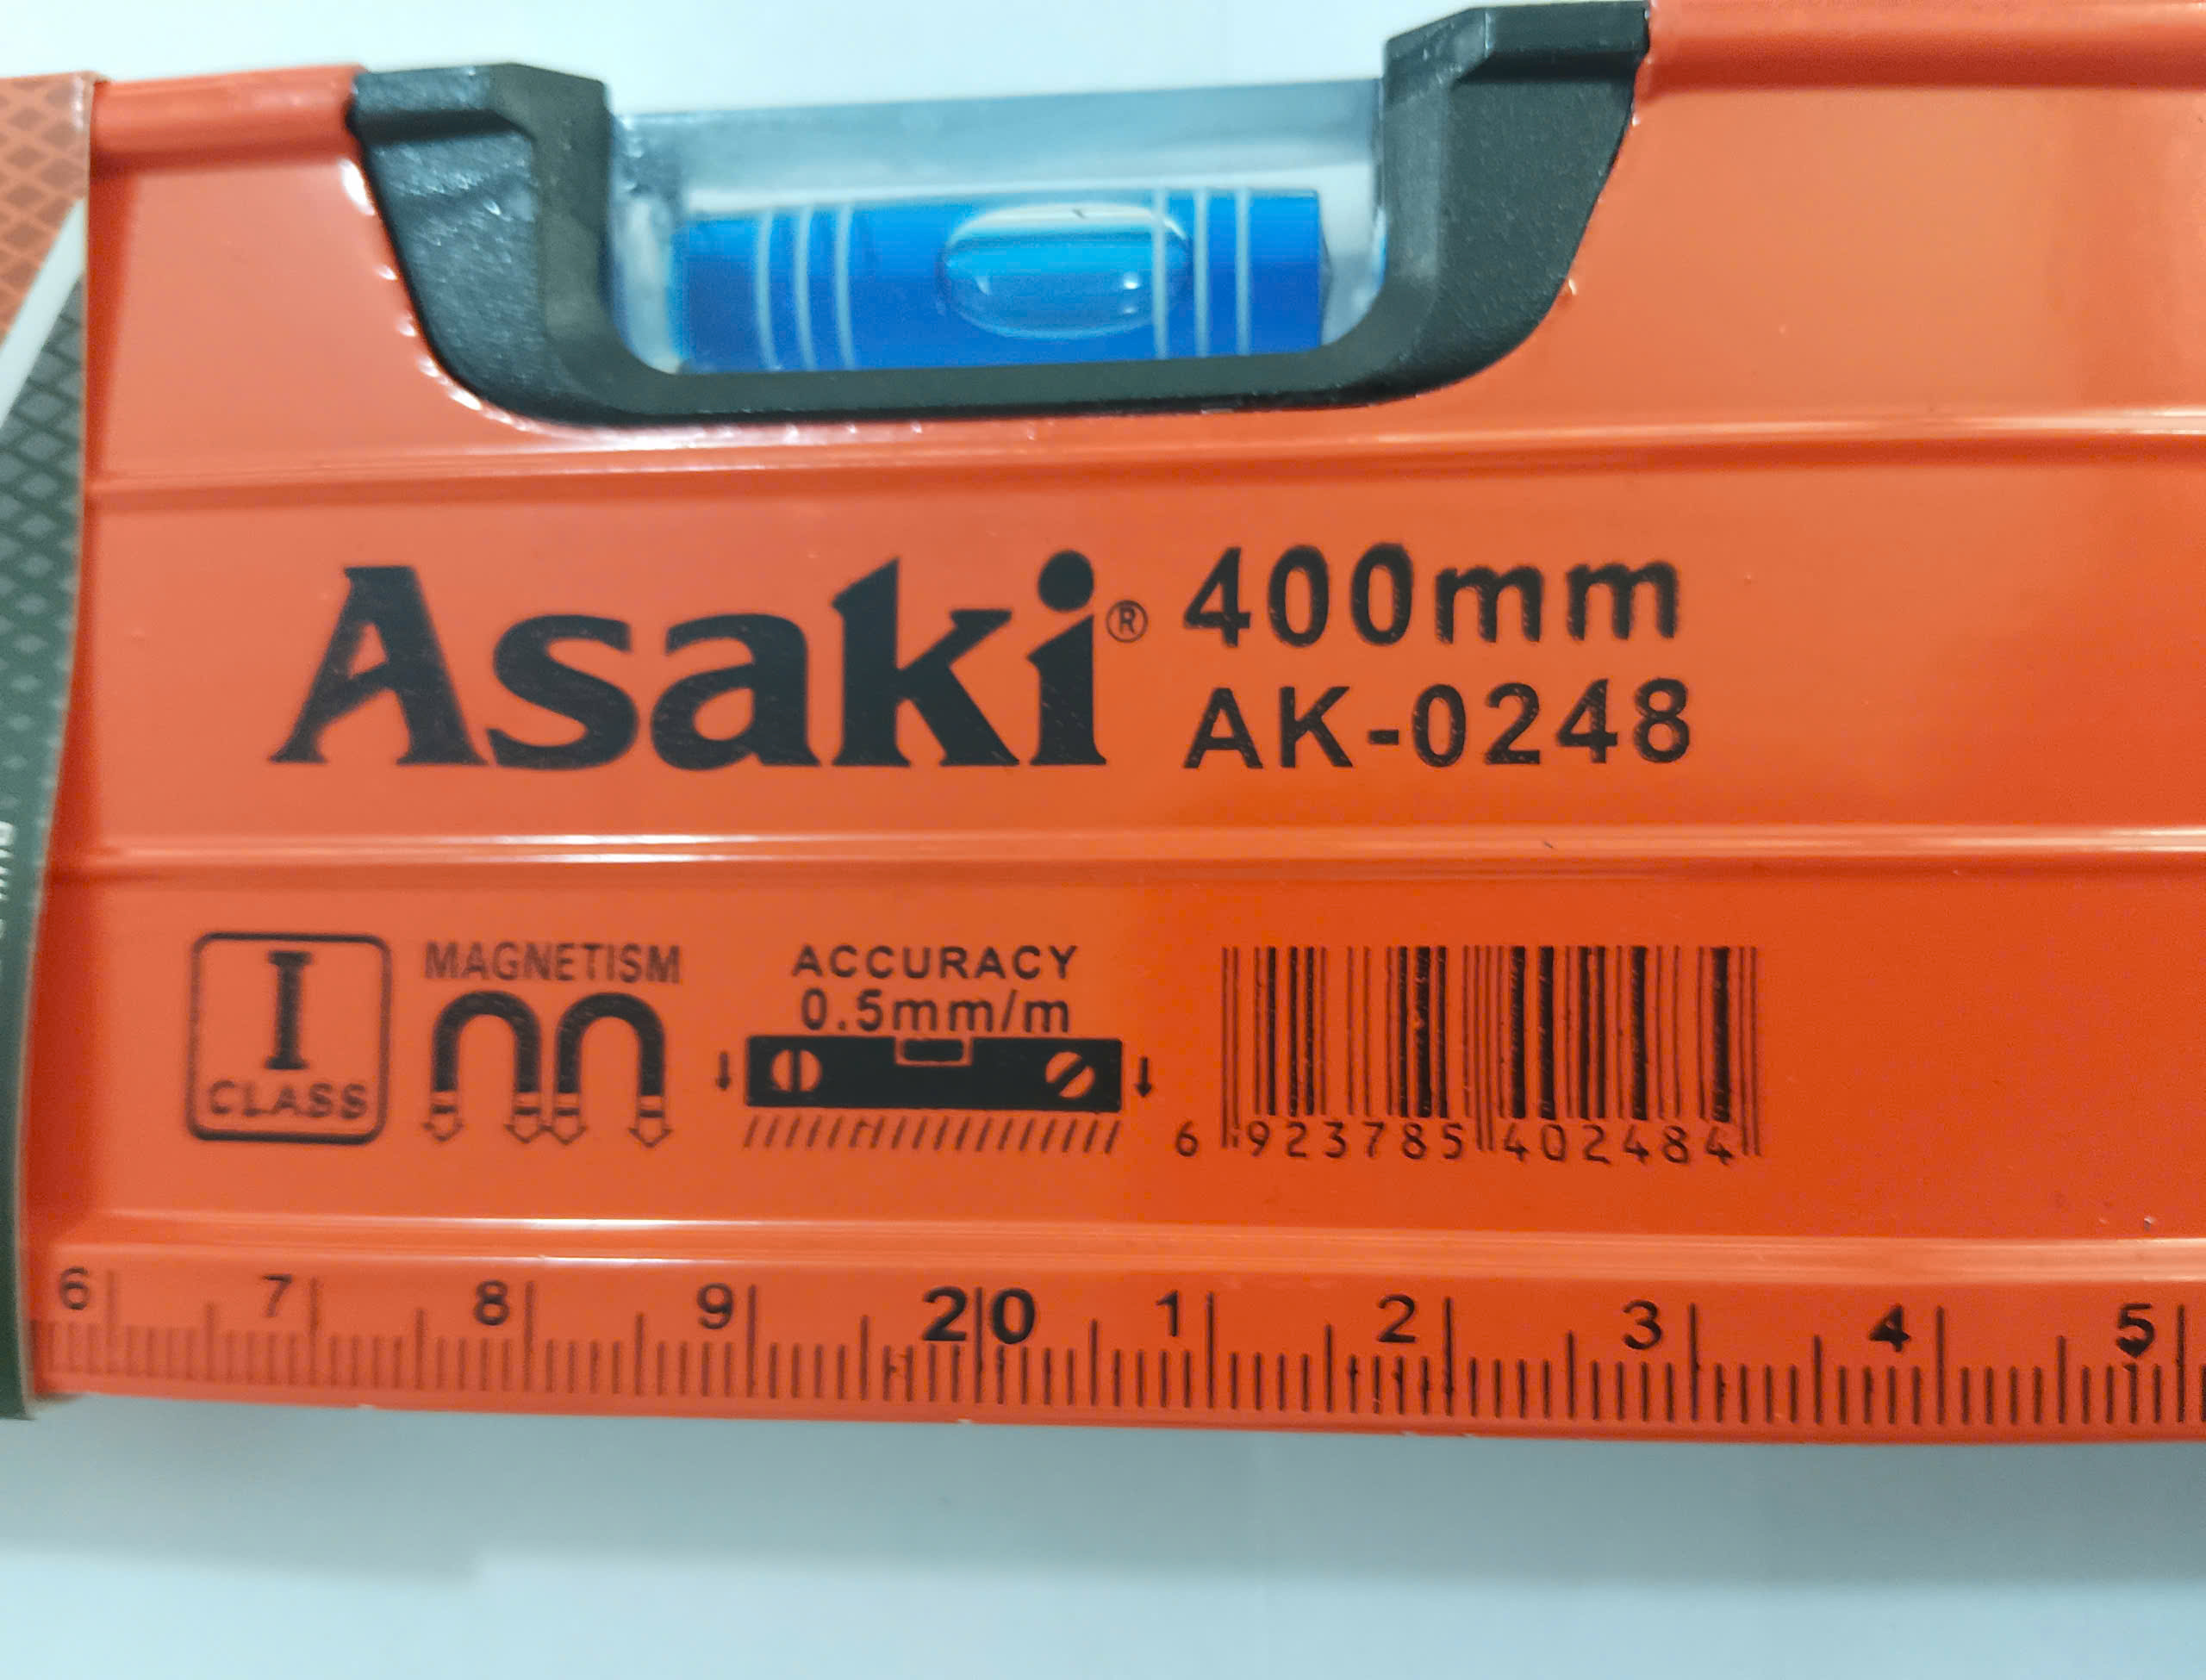 Asaki® 400mm
AK-0248
I
CLASS
MAGNETISM
ACCURACY
0.5mm/m
6 923785 402484
6 7 8 9 20 1 2 3 4 5